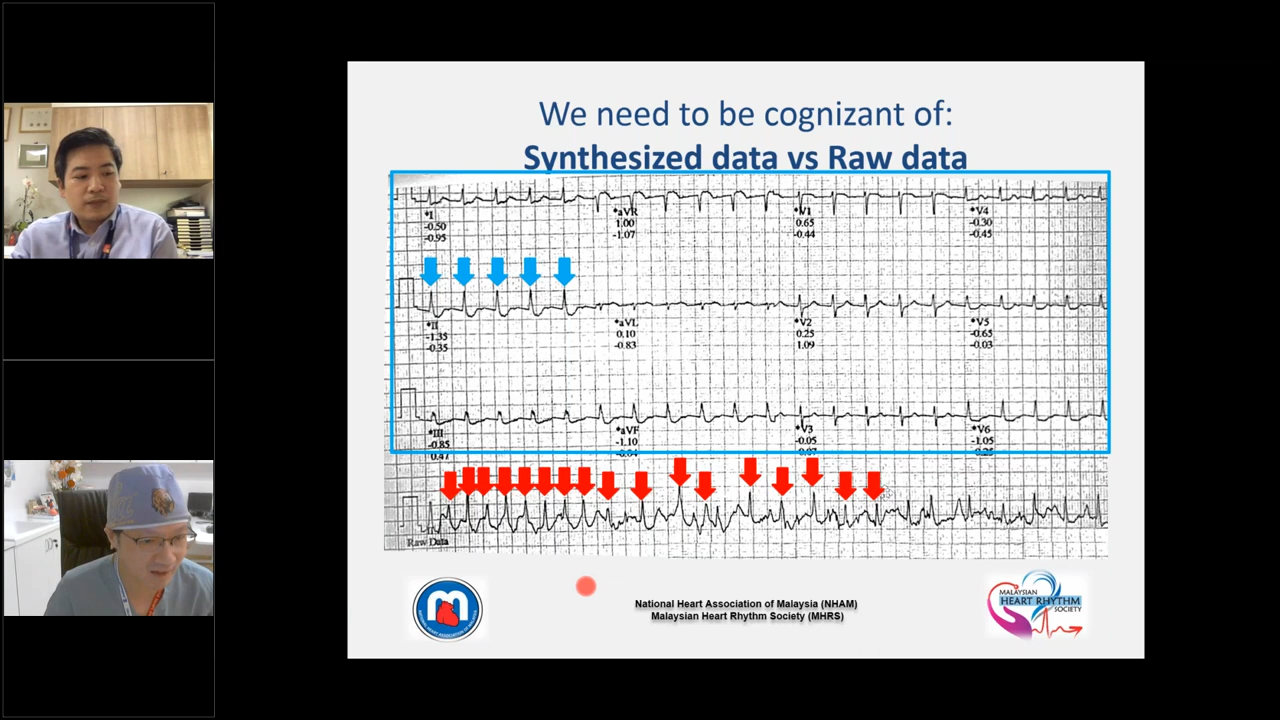 We need to be cognizant of:
Synthesized data vs Raw data
*I
-0.50
-0.95
*aVR
1.00
-1.07
*V1
0.65
-0.44
*V4
-0.30
-0.45
*II
-1.35
-0.35
*aVL
0.10
-0.83
*V2
0.25
1.09
*V5
-0.65
-0.03
*III
-0.85
0.47
*aVF
-1.10
*V3
-0.05
*V6
-1.05
II
Raw Data
National Heart Association of Malaysia (NHAM)
Malaysian Heart Rhythm Society (MHRS)
MALAYSIAN
HEART RHYTHM
SOCIETY